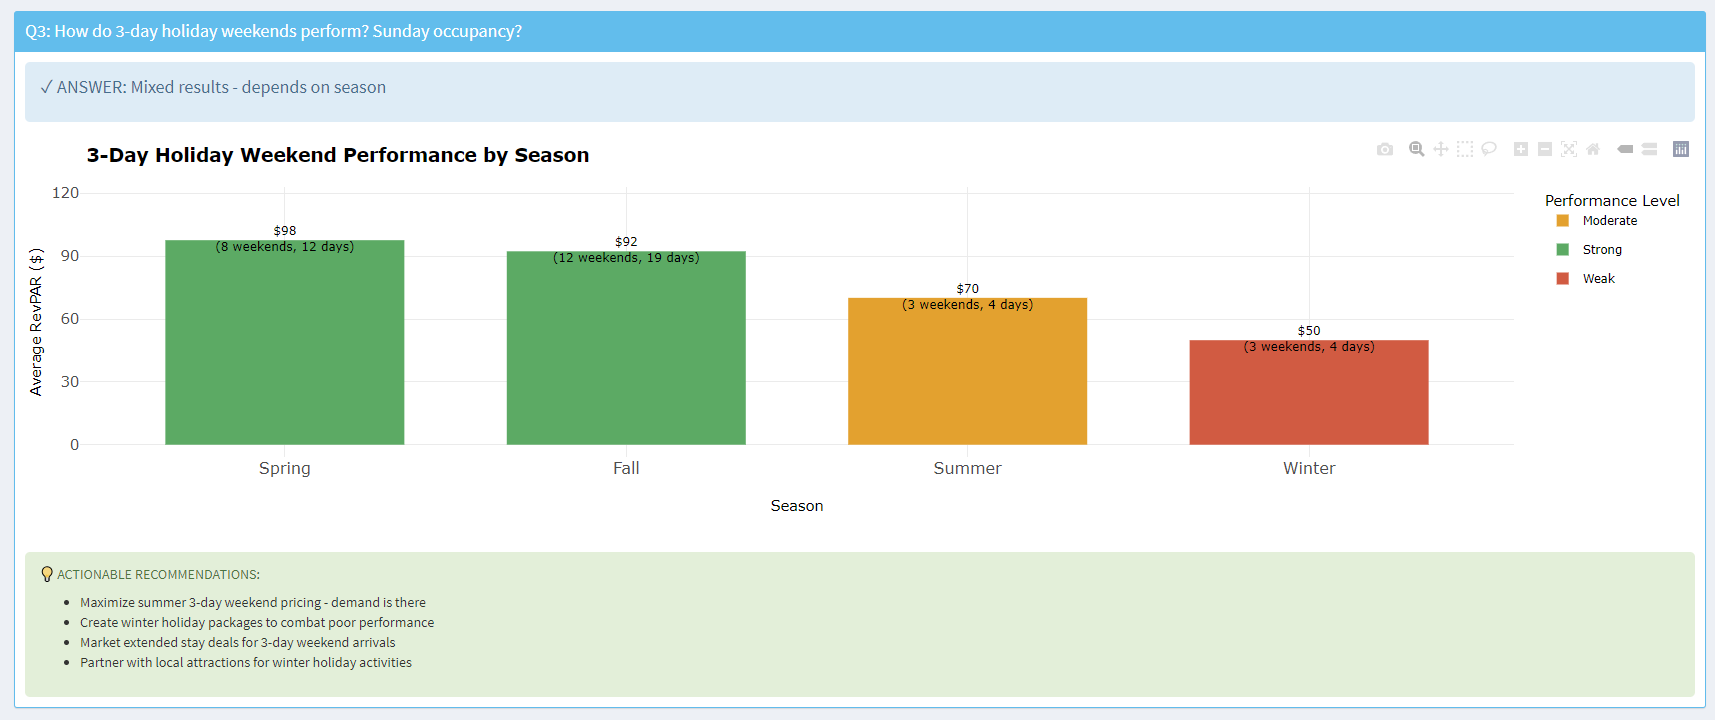 Q3: How do 3-day holiday weekends perform? Sunday occupancy?
✓ ANSWER: Mixed results - depends on season
3-Day Holiday Weekend Performance by Season
Average RevPAR ($)
120
90
60
30
0
$98
(8 weekends, 12 days)
$92
(12 weekends, 19 days)
$70
(3 weekends, 4 days)
$50
(3 weekends, 4 days)
Spring
Fall
Summer
Winter
Season
Performance Level
Moderate
Strong
Weak
ACTIONABLE RECOMMENDATIONS:
• Maximize summer 3-day weekend pricing - demand is there
• Create winter holiday packages to combat poor performance
• Market extended stay deals for 3-day weekend arrivals
• Partner with local attractions for winter holiday activities